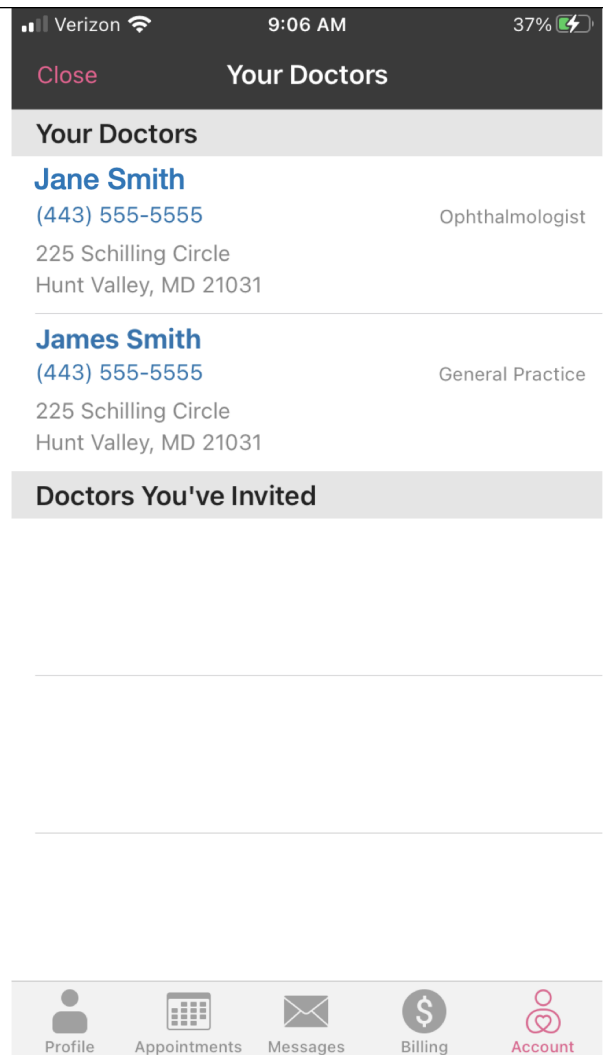 Verizon 9:06 AM 37%
Close Your Doctors
Your Doctors
Jane Smith
(443) 555-5555 Ophthalmologist
225 Schilling Circle
Hunt Valley, MD 21031
James Smith
(443) 555-5555 General Practice
225 Schilling Circle
Hunt Valley, MD 21031
Doctors You've Invited
$
Profile Appointments Messages Billing Account